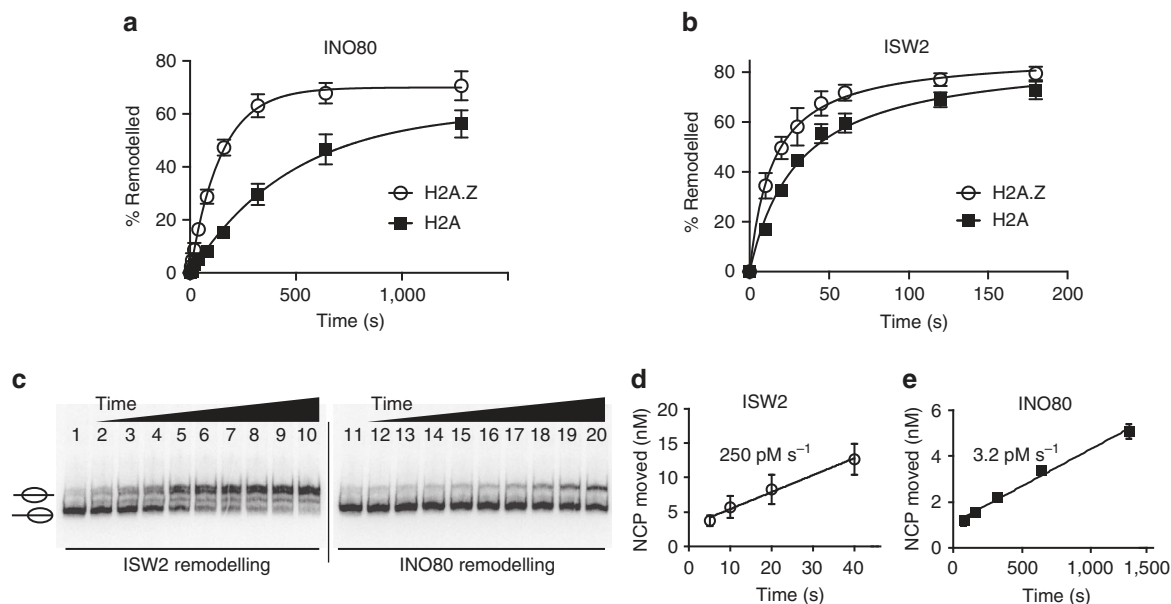 a
INO80
80
60
40
20
0
% Remodelled
H2A.Z
H2A
0 500 1,000
Time (s)
b
ISW2
80
60
40
20
0
% Remodelled
H2A.Z
H2A
0 50 100 150 200
Time (s)
c
Time
1 2 3 4 5 6 7 8 9 10
ISW2 remodelling
Time
11 12 13 14 15 16 17 18 19 20
INO80 remodelling
d
ISW2
20
15
10
5
0
NCP moved (nM)
250 pM s⁻¹
0 10 20 30 40
Time (s)
e
INO80
6
4
2
0
NCP moved (nM)
3.2 pM s⁻¹
0 500 1,000 1,500
Time (s)